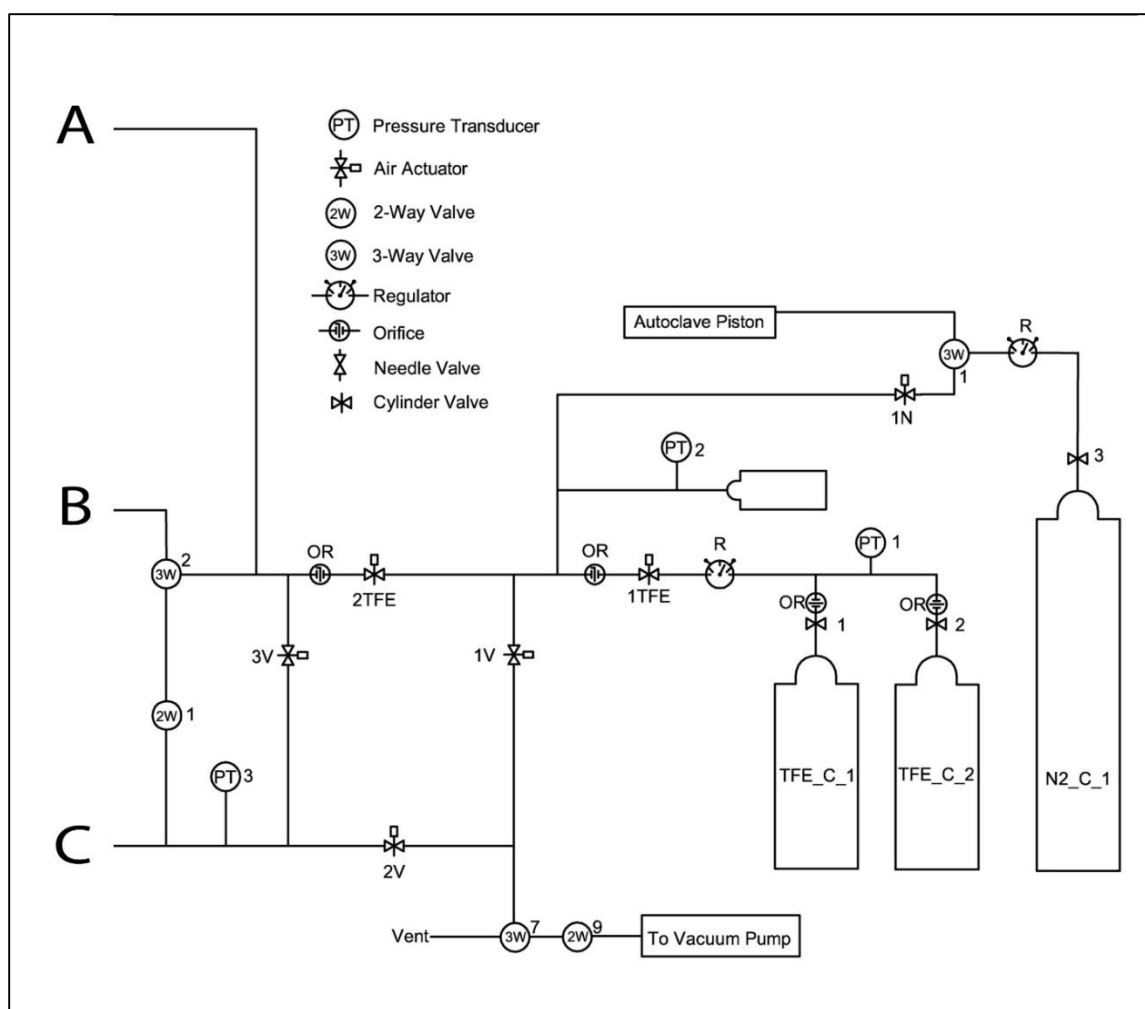 A
PT Pressure Transducer
Air Actuator
2W 2-Way Valve
3W 3-Way Valve
Regulator
Orifice
Needle Valve
Cylinder Valve
Autoclave Piston
R
3W
1
1N
PT 2
3
B
2
3W
OR
2TFE
OR
1TFE
R
PT 1
OR
1
OR
2
3V
1V
2W 1
PT 3
TFE_C_1
TFE_C_2
N2_C_1
C
2V
Vent
3W 7
2W 9
To Vacuum Pump